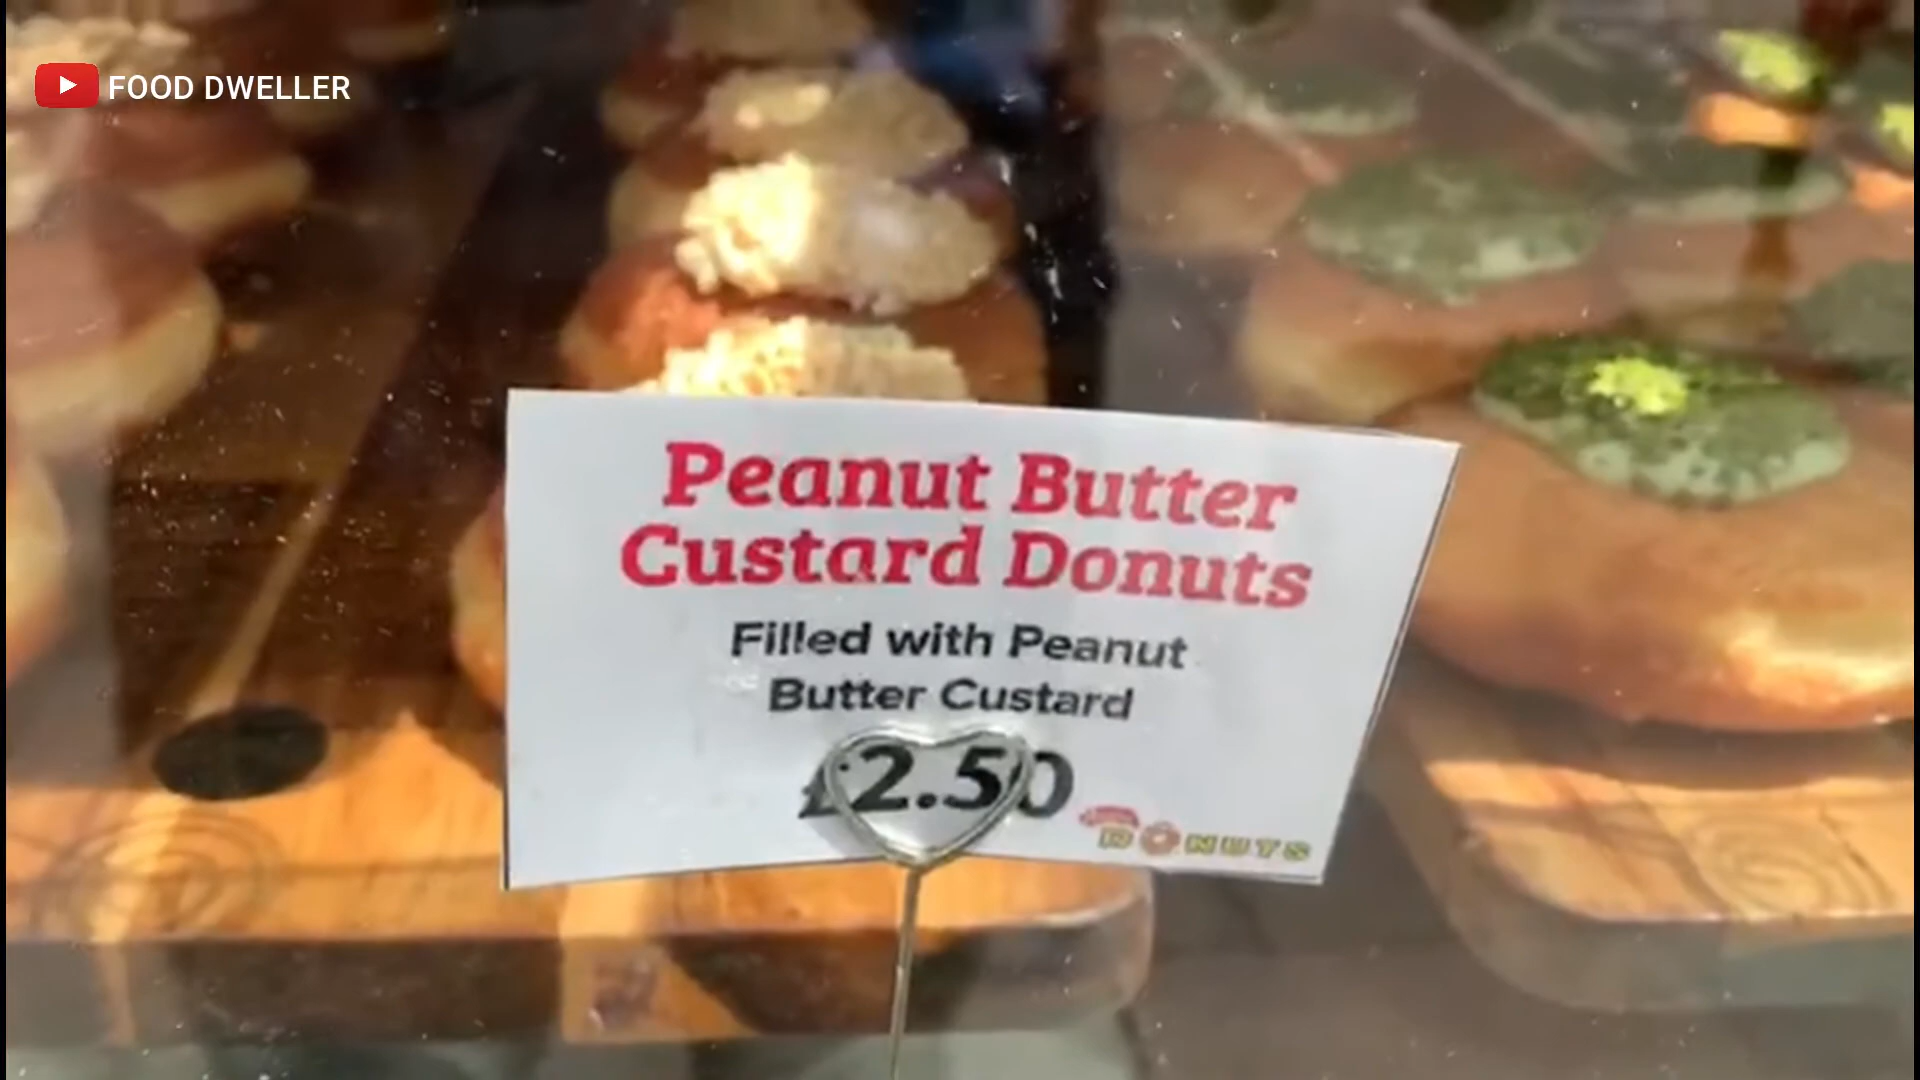 FOOD DWELLER
Peanut Butter
Custard Donuts
Filled with Peanut
Butter Custard
£2.50
DONUTS